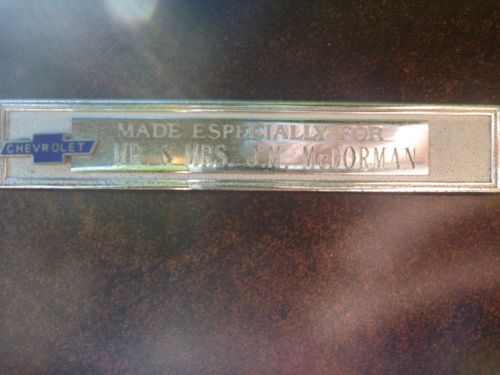 CHEVROLET
MADE ESPECIALLY FOR
MR. & MRS. J.M. McDORMAN